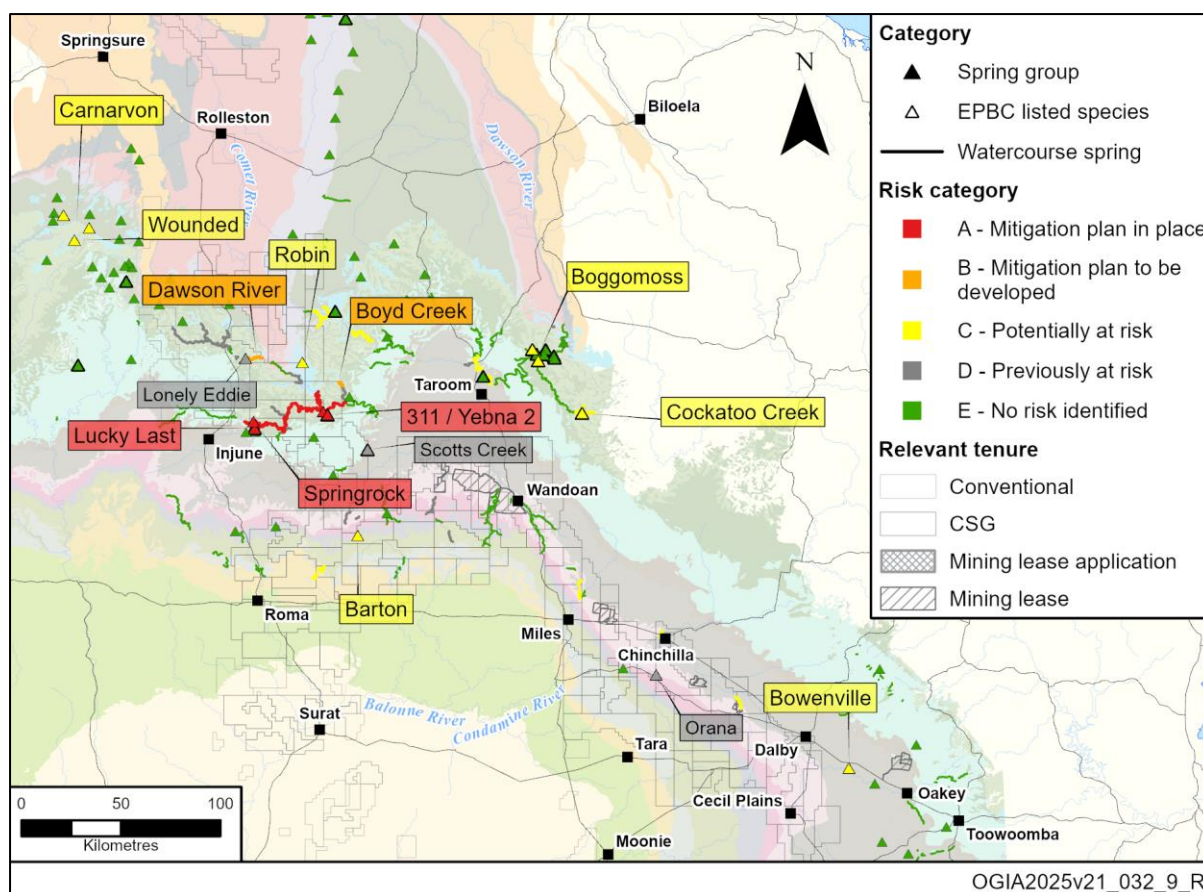 Springsure
Carnarvon
Rolleston
Comet River
Dawson River
Biloela
N
Wounded
Robin
Dawson River
Boyd Creek
Boggomoss
Lonely Eddie
Taroom
Lucky Last
Injune
311 / Yebna 2
Scotts Creek
Cockatoo Creek
Springrock
Wandoan
Barton
Roma
Miles
Chinchilla
Surat
Balonne River
Condamine River
Orana
Bowenville
Tara
Dalby
Cecil Plains
Oakey
Toowoomba
Moonie
0 50 100
Kilometres
Category
Spring group
EPBC listed species
Watercourse spring
Risk category
A - Mitigation plan in place
B - Mitigation plan to be
developed
C - Potentially at risk
D - Previously at risk
E - No risk identified
Relevant tenure
Conventional
CSG
Mining lease application
Mining lease
OGIA2025v21_032_9_R